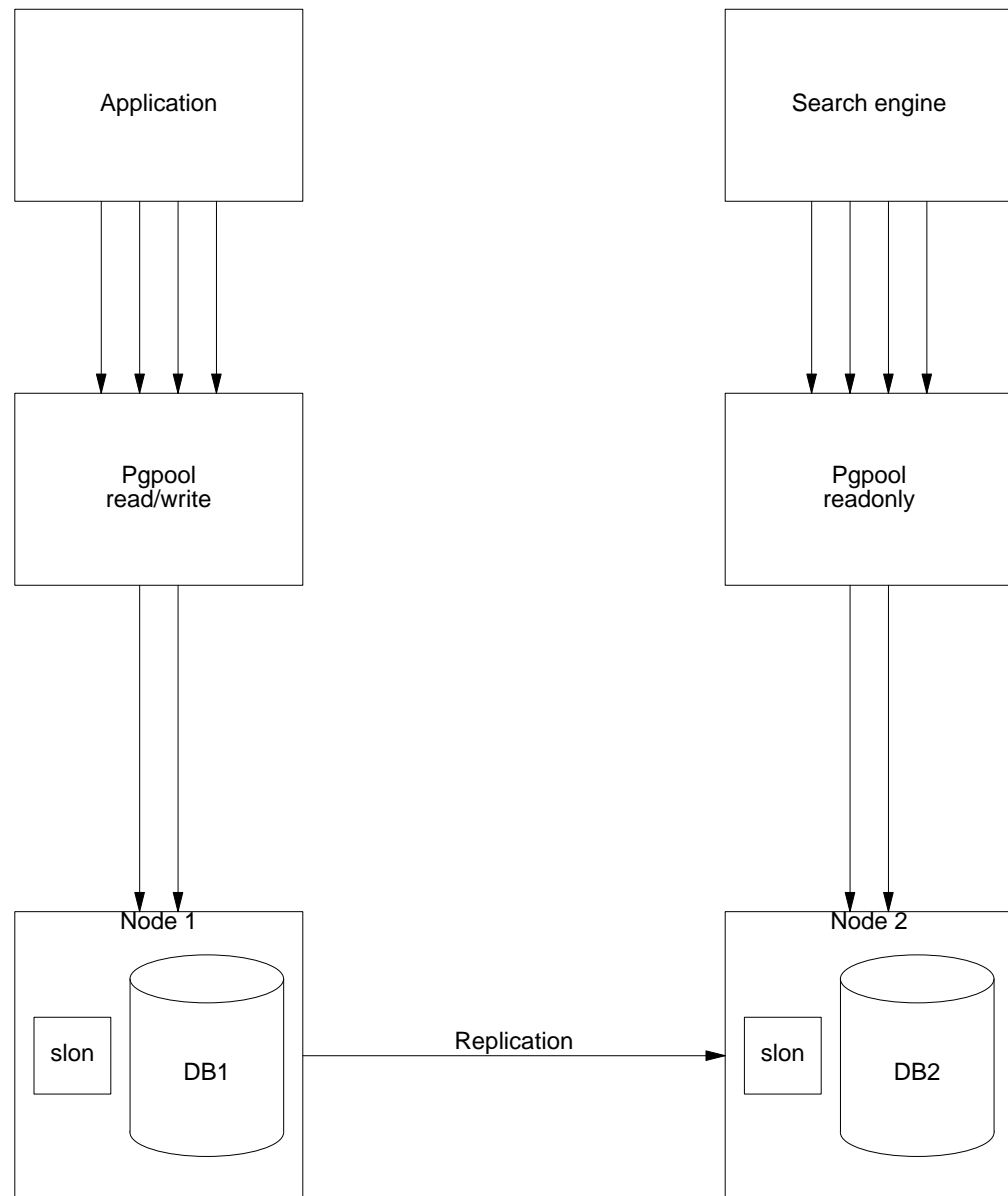 Application
Search engine
Pgpool
read/write
Pgpool
readonly
Node 1
Node 2
Replication
slon
DB1
slon
DB2